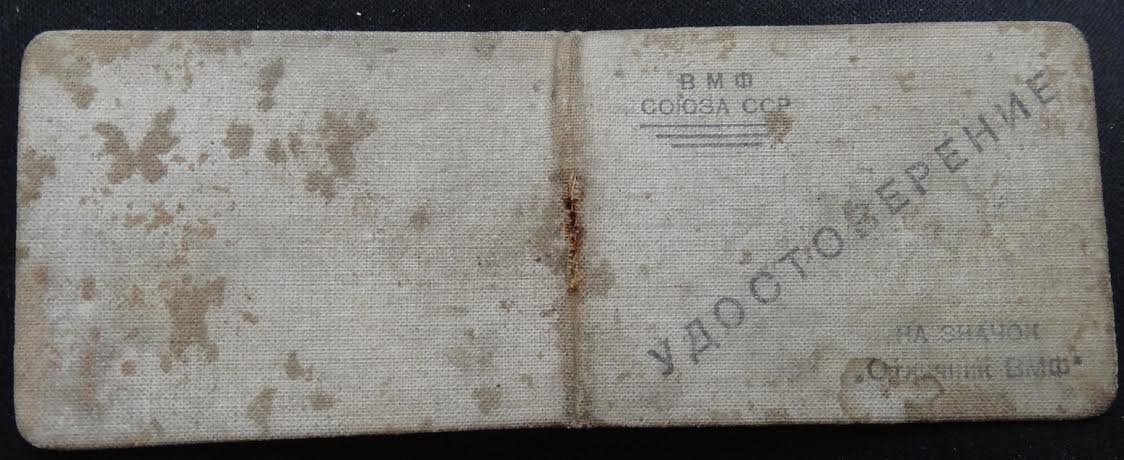 ВМФ
СОЮЗА ССР
УДОСТОВЕРЕНИЕ
НА ЗНАЧОК
"Отличник ВМФ"